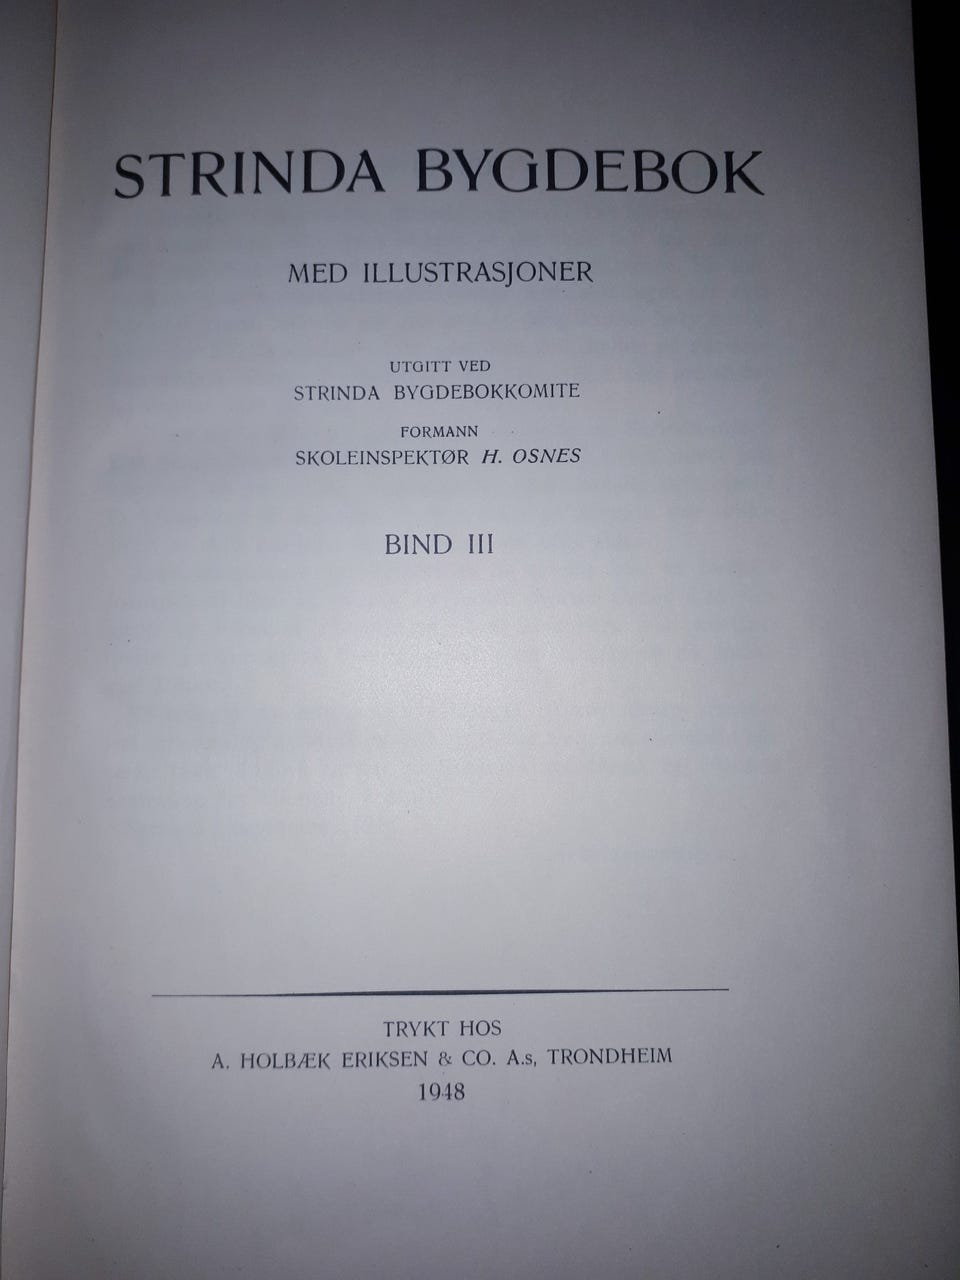 STRINDA BYGDEBOK
MED ILLUSTRASJONER
UTGITT VED
STRINDA BYGDEBOKKOMITE
FORMANN
SKOLEINSPEKTØR H. OSNES
BIND III
TRYKT HOS
A. HOLBÆK ERIKSEN & CO. A.s, TRONDHEIM
1948